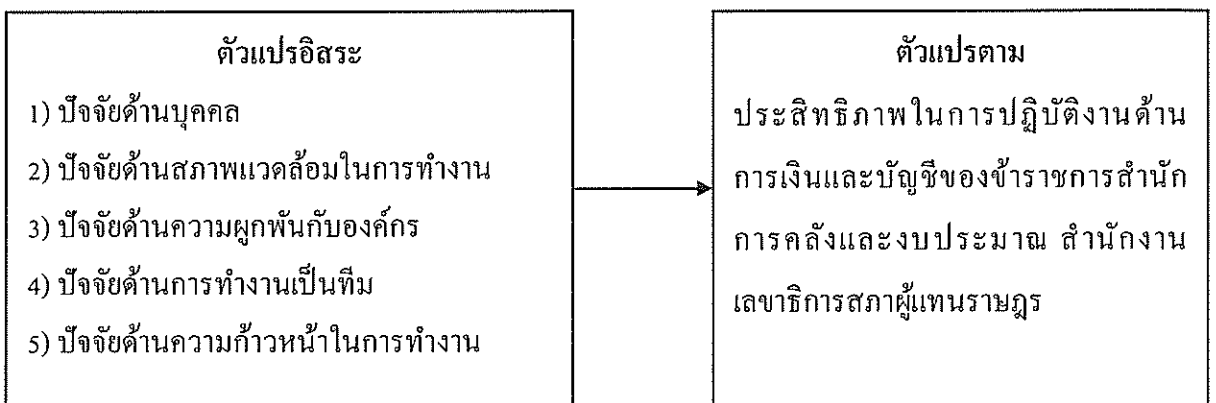 ตัวแปรอิสระ
1) ปัจจัยด้านบุคคล
2) ปัจจัยด้านสภาพแวดล้อมในการทำงาน
3) ปัจจัยด้านความผูกพันกับองค์กร
4) ปัจจัยด้านการทำงานเป็นทีม
5) ปัจจัยด้านความก้าวหน้าในการทำงาน
ตัวแปรตาม
ประสิทธิภาพในการปฏิบัติงานด้าน
การเงินและบัญชีของข้าราชการสำนัก
การคลังและงบประมาณ สำนักงาน
เลขาธิการสภาผู้แทนราษฎร